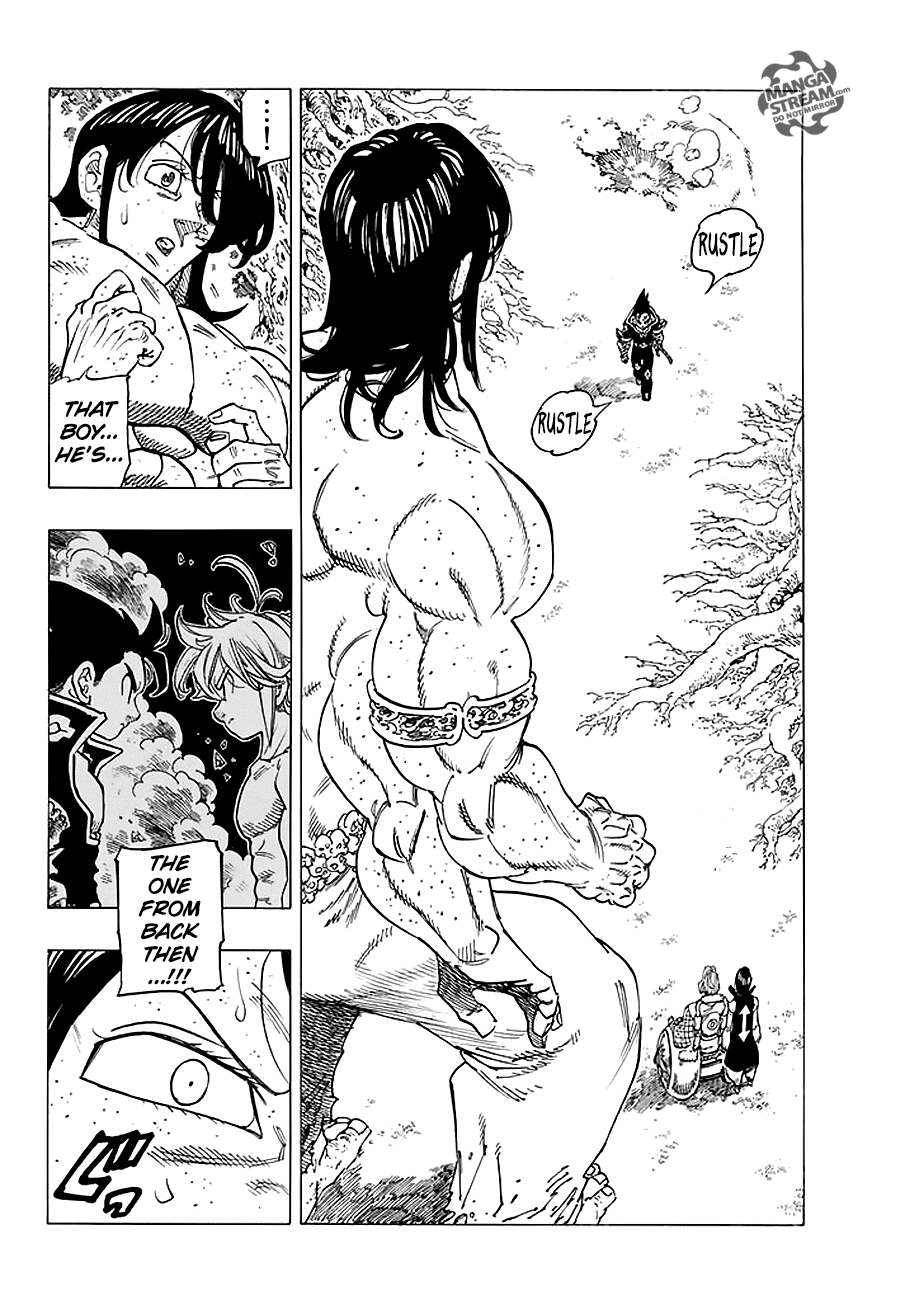 MANGA
STREAM.com
DO NOT MIRROR
RUSTLE
RUSTLE
...!
THAT
BOY...
HE'S...
THE
ONE
FROM
BACK
THEN
...!!!